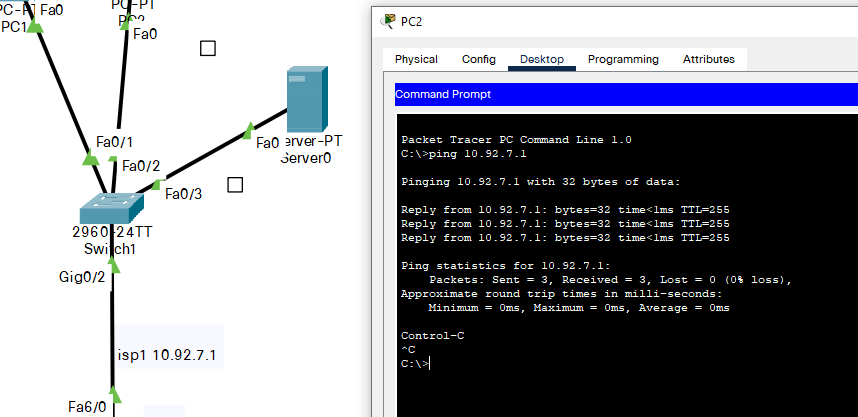 Fa0
PC1
PC-PT
Fa0
Fa0/1
Fa0/2
Fa0/3
Fa0
Server0
2960-24TT
Switch1
Gig0/2
isp1 10.92.7.1
Fa6/0
PC2
Physical Config Desktop Programming Attributes
Command Prompt
Packet Tracer PC Command Line 1.0
C:\>ping 10.92.7.1
Pinging 10.92.7.1 with 32 bytes of data:
Reply from 10.92.7.1: bytes=32 time<1ms TTL=255
Reply from 10.92.7.1: bytes=32 time<1ms TTL=255
Reply from 10.92.7.1: bytes=32 time<1ms TTL=255
Ping statistics for 10.92.7.1:
Packets: Sent = 3, Received = 3, Lost = 0 (0% loss),
Approximate round trip times in milli-seconds:
Minimum = 0ms, Maximum = 0ms, Average = 0ms
Control-C
^C
C:\>